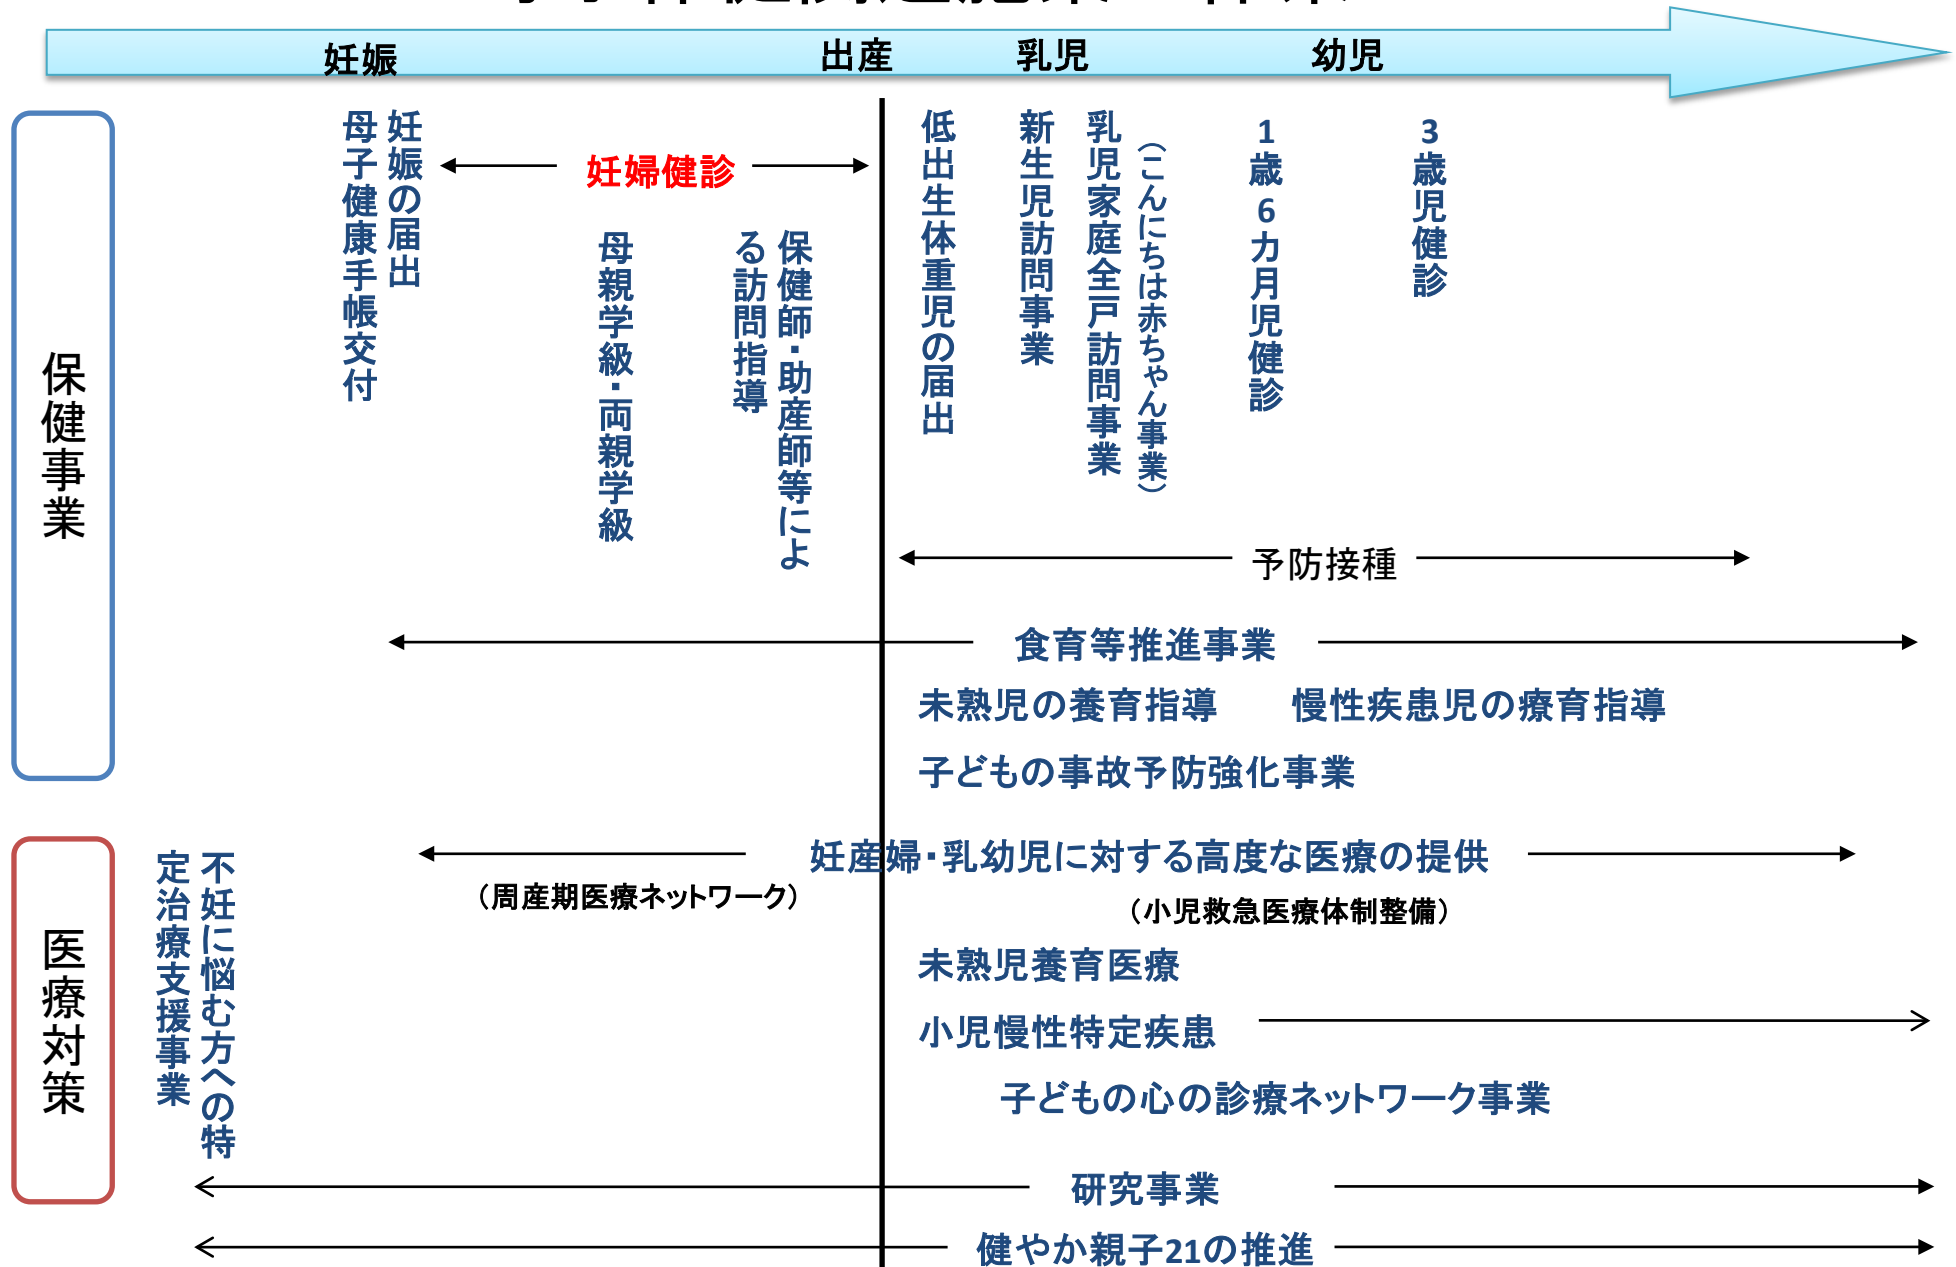 妊娠
出産
乳児
幼児
保健事業
妊娠の届出
母子健康手帳交付
妊婦健診
母親学級・両親学級
保健師・助産師等によ
る訪問指導
低出生体重児の届出
新生児訪問事業
乳児家庭全戸訪問事業
(こんにちは赤ちゃん事業)
1歳6カ月児健診
3歳児健診
予防接種
食育等推進事業
未熟児の養育指導
慢性疾患児の療育指導
子どもの事故予防強化事業
医療対策
不妊に悩む方への特
定治療支援事業
妊産婦・乳幼児に対する高度な医療の提供
(周産期医療ネットワーク)
(小児救急医療体制整備)
未熟児養育医療
小児慢性特定疾患
子どもの心の診療ネットワーク事業
研究事業
健やか親子21の推進